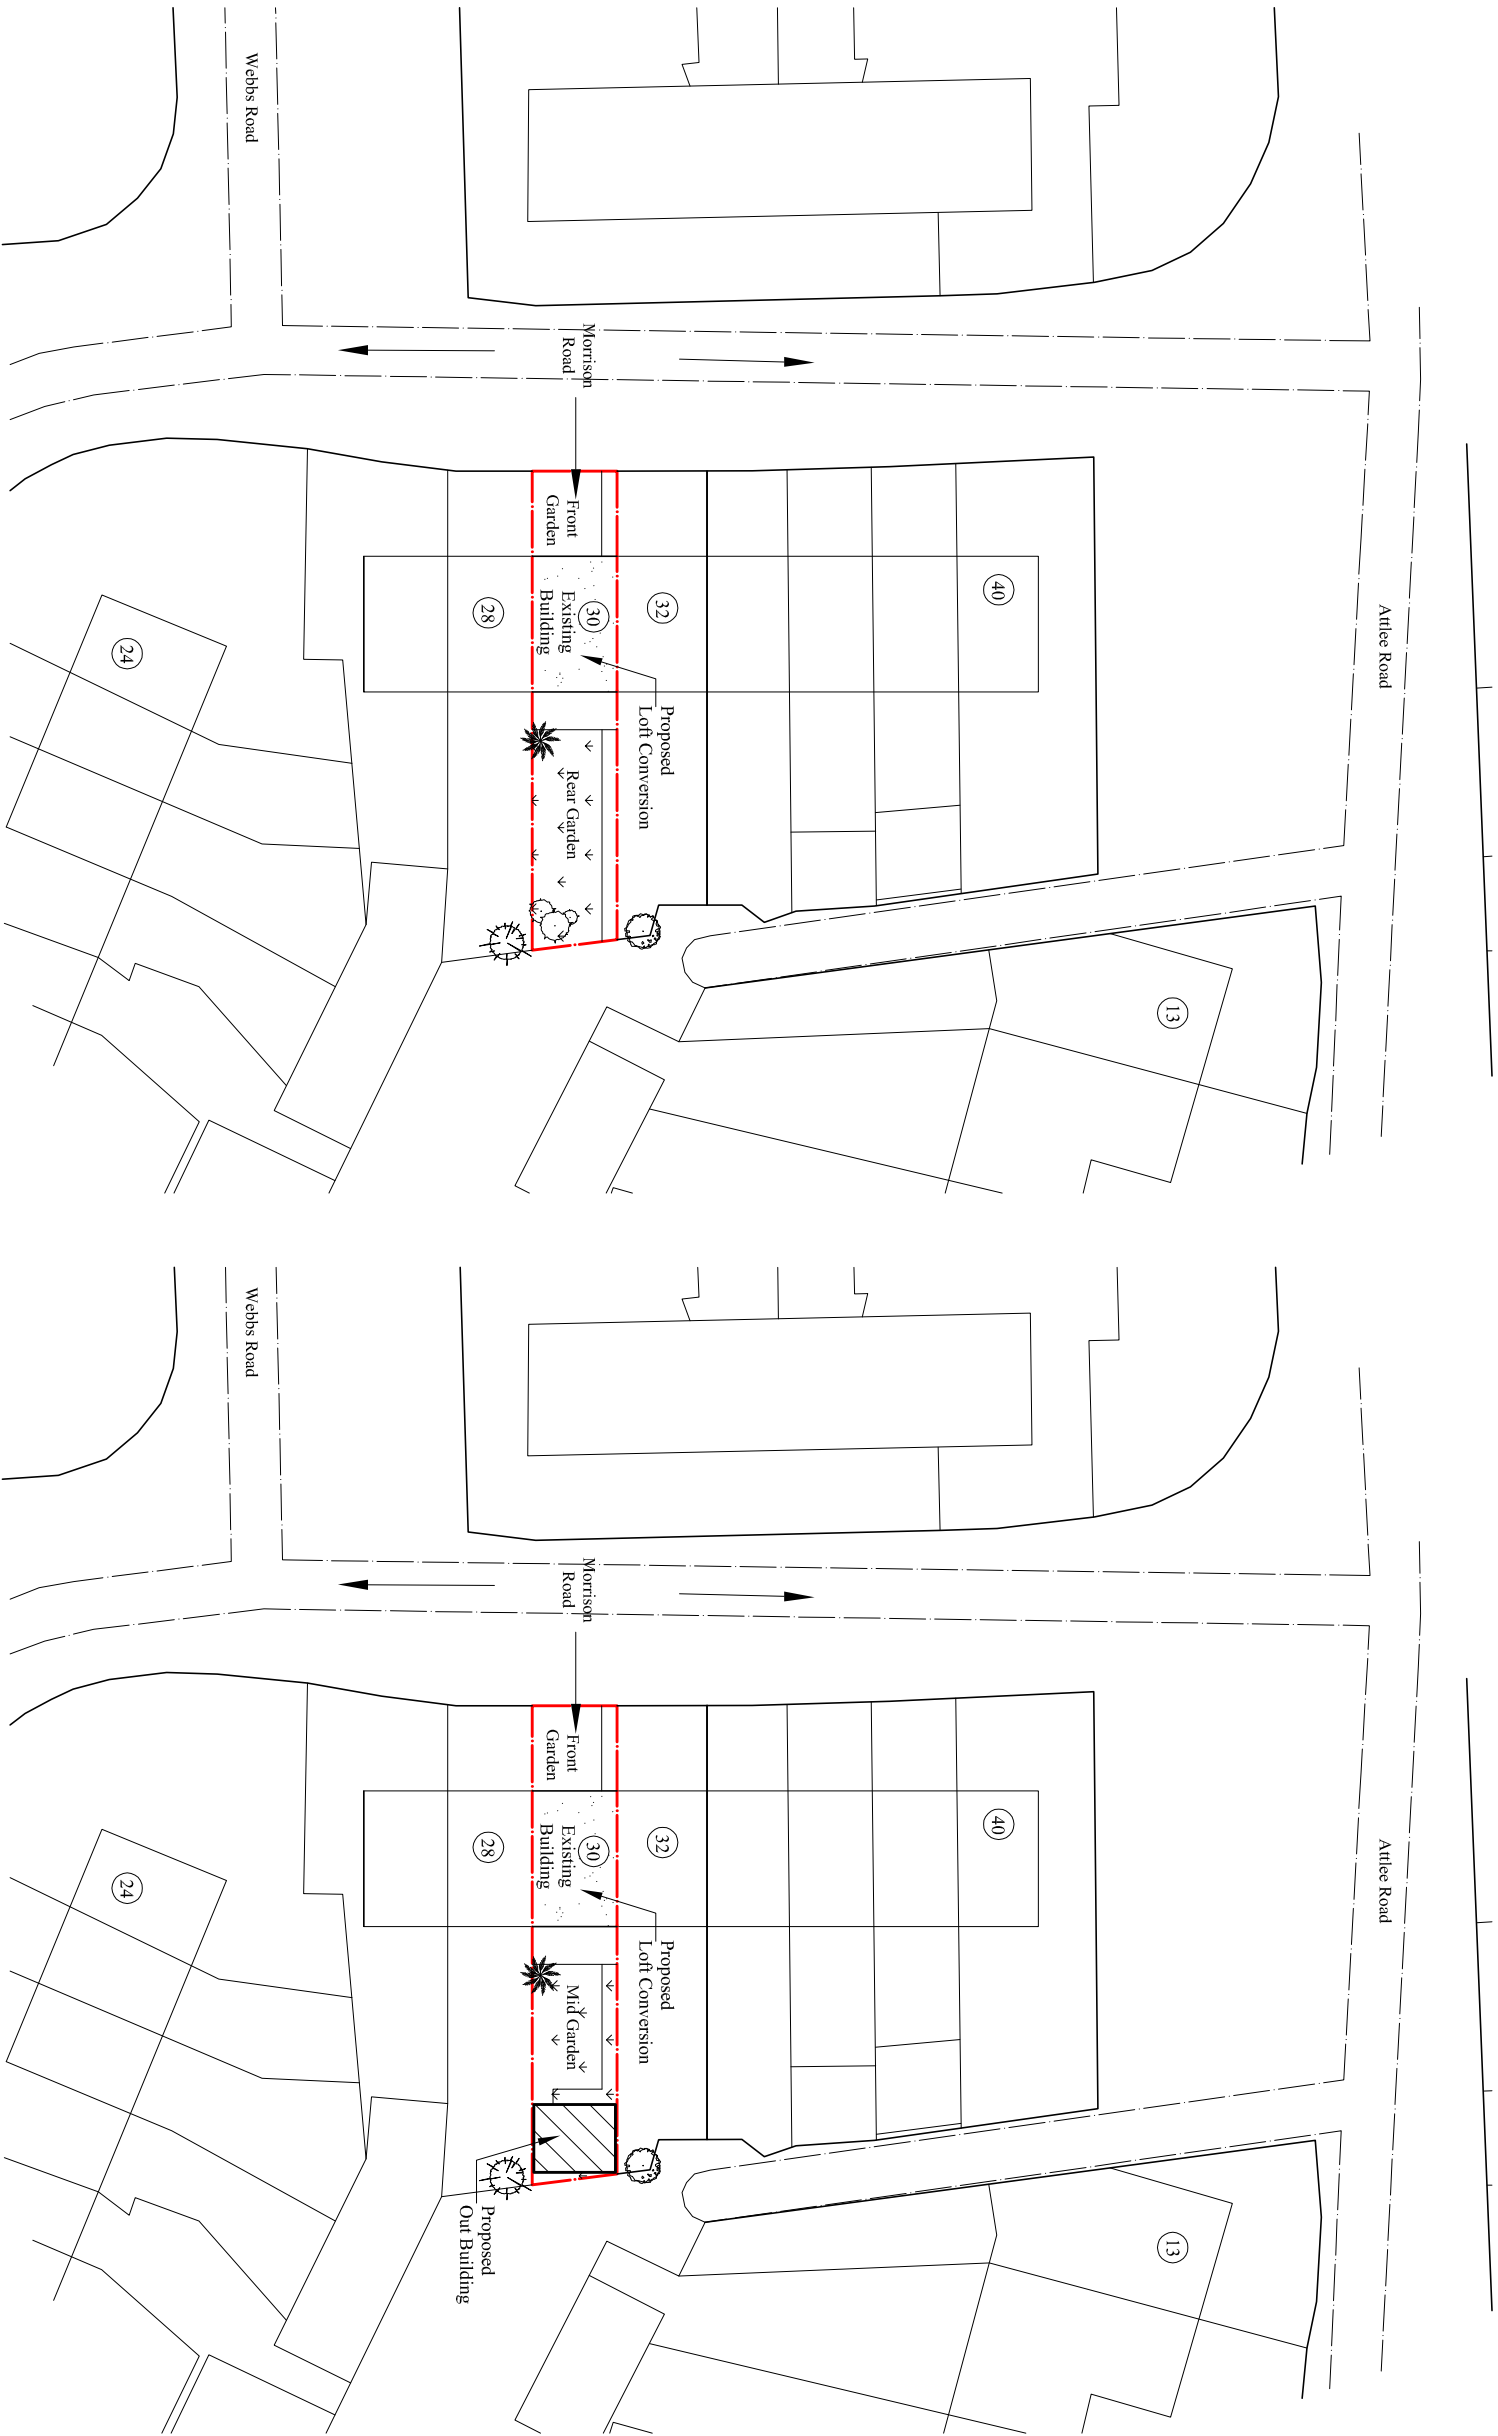 Webbs Road
Morrison
Road
Attlee Road
Front
Garden
40
32
30
28
24
Existing
Building
Proposed
Loft Conversion
Rear Garden
13
Webbs Road
Morrison
Road
Attlee Road
Front
Garden
40
32
30
28
24
Existing
Building
Proposed
Loft Conversion
Mid Garden
13
Proposed
Out Building